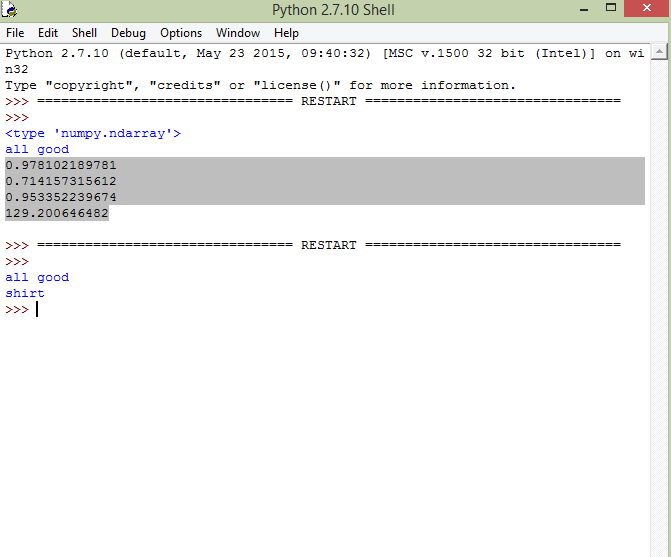 Python 2.7.10 Shell
File Edit Shell Debug Options Window Help
Python 2.7.10 (default, May 23 2015, 09:40:32) [MSC v.1500 32 bit (Intel)] on wi
n32
Type "copyright", "credits" or "license()" for more information.
>>> ================================ RESTART ================================
>>>
<type 'numpy.ndarray'>
all good
0.978102189781
0.714157315612
0.953352239674
129.200646482
>>> ================================ RESTART ================================
>>>
all good
shirt
>>>